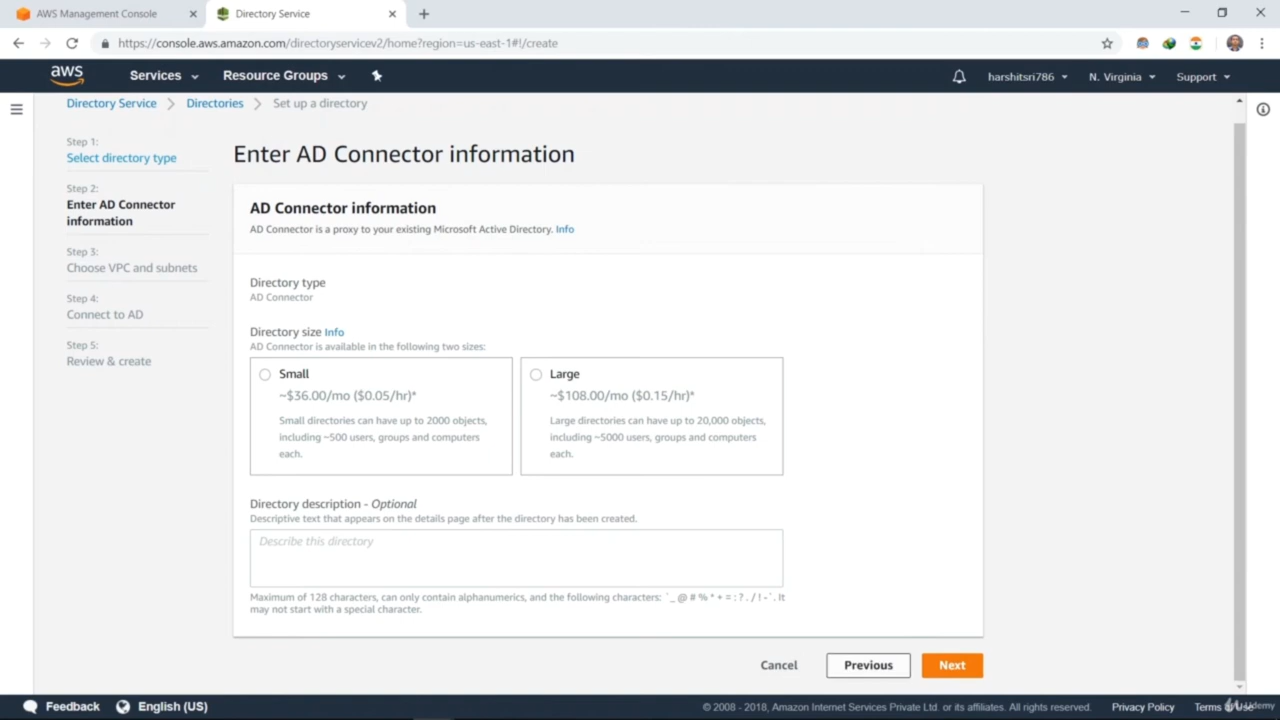 AWS Management Console
Directory Service
https://console.aws.amazon.com/directoryservicev2/home?region=us-east-1#!/create
aws
Services
Resource Groups
harshitsri786
N. Virginia
Support
Directory Service > Directories > Set up a directory
Step 1:
Select directory type
Step 2:
Enter AD Connector
information
Step 3:
Choose VPC and subnets
Step 4:
Connect to AD
Step 5:
Review & create
Enter AD Connector information
AD Connector information
AD Connector is a proxy to your existing Microsoft Active Directory. Info
Directory type
AD Connector
Directory size Info
AD Connector is available in the following two sizes:
Small
~$36.00/mo ($0.05/hr)*
Small directories can have up to 2000 objects,
including ~500 users, groups and computers
each.
Large
~$108.00/mo ($0.15/hr)*
Large directories can have up to 20,000 objects,
including ~5000 users, groups and computers
each.
Directory description - Optional
Descriptive text that appears on the details page after the directory has been created.
Describe this directory
Maximum of 128 characters, can only contain alphanumerics, and the following characters: `_ @ # % * + = : ? . / ! -`. It
may not start with a special character.
Cancel
Previous
Next
Feedback
English (US)
© 2008 - 2018, Amazon Internet Services Private Ltd. or its affiliates. All rights reserved.
Privacy Policy
Terms of Use
Udemy